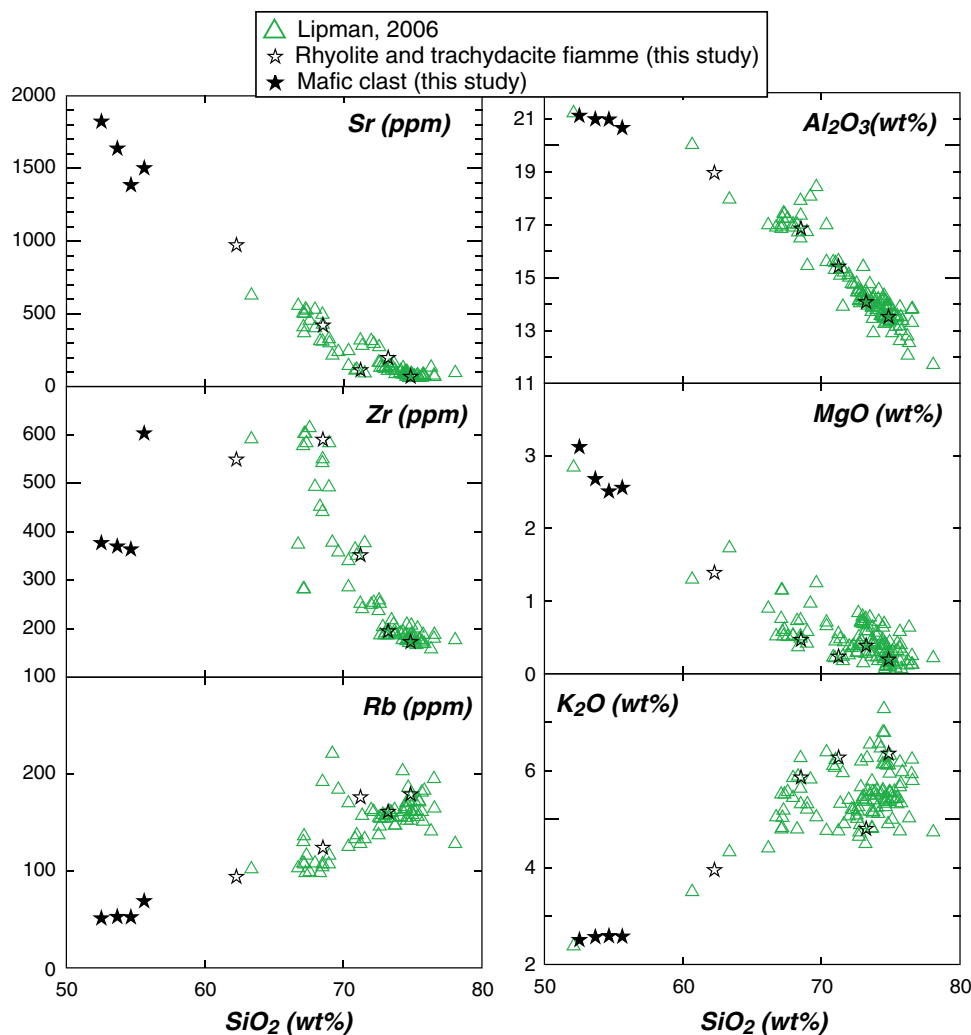 Lipman, 2006
Rhyolite and trachydacite fiamme (this study)
Mafic clast (this study)
Sr (ppm)
2000
1500
1000
500
0
Al₂O₃(wt%)
21
19
17
15
13
11
Zr (ppm)
600
500
400
300
200
100
MgO (wt%)
3
2
1
0
Rb (ppm)
200
100
0
K₂O (wt%)
6
4
2
50 60 70 80
50 60 70 80
SiO₂ (wt%)
SiO₂ (wt%)